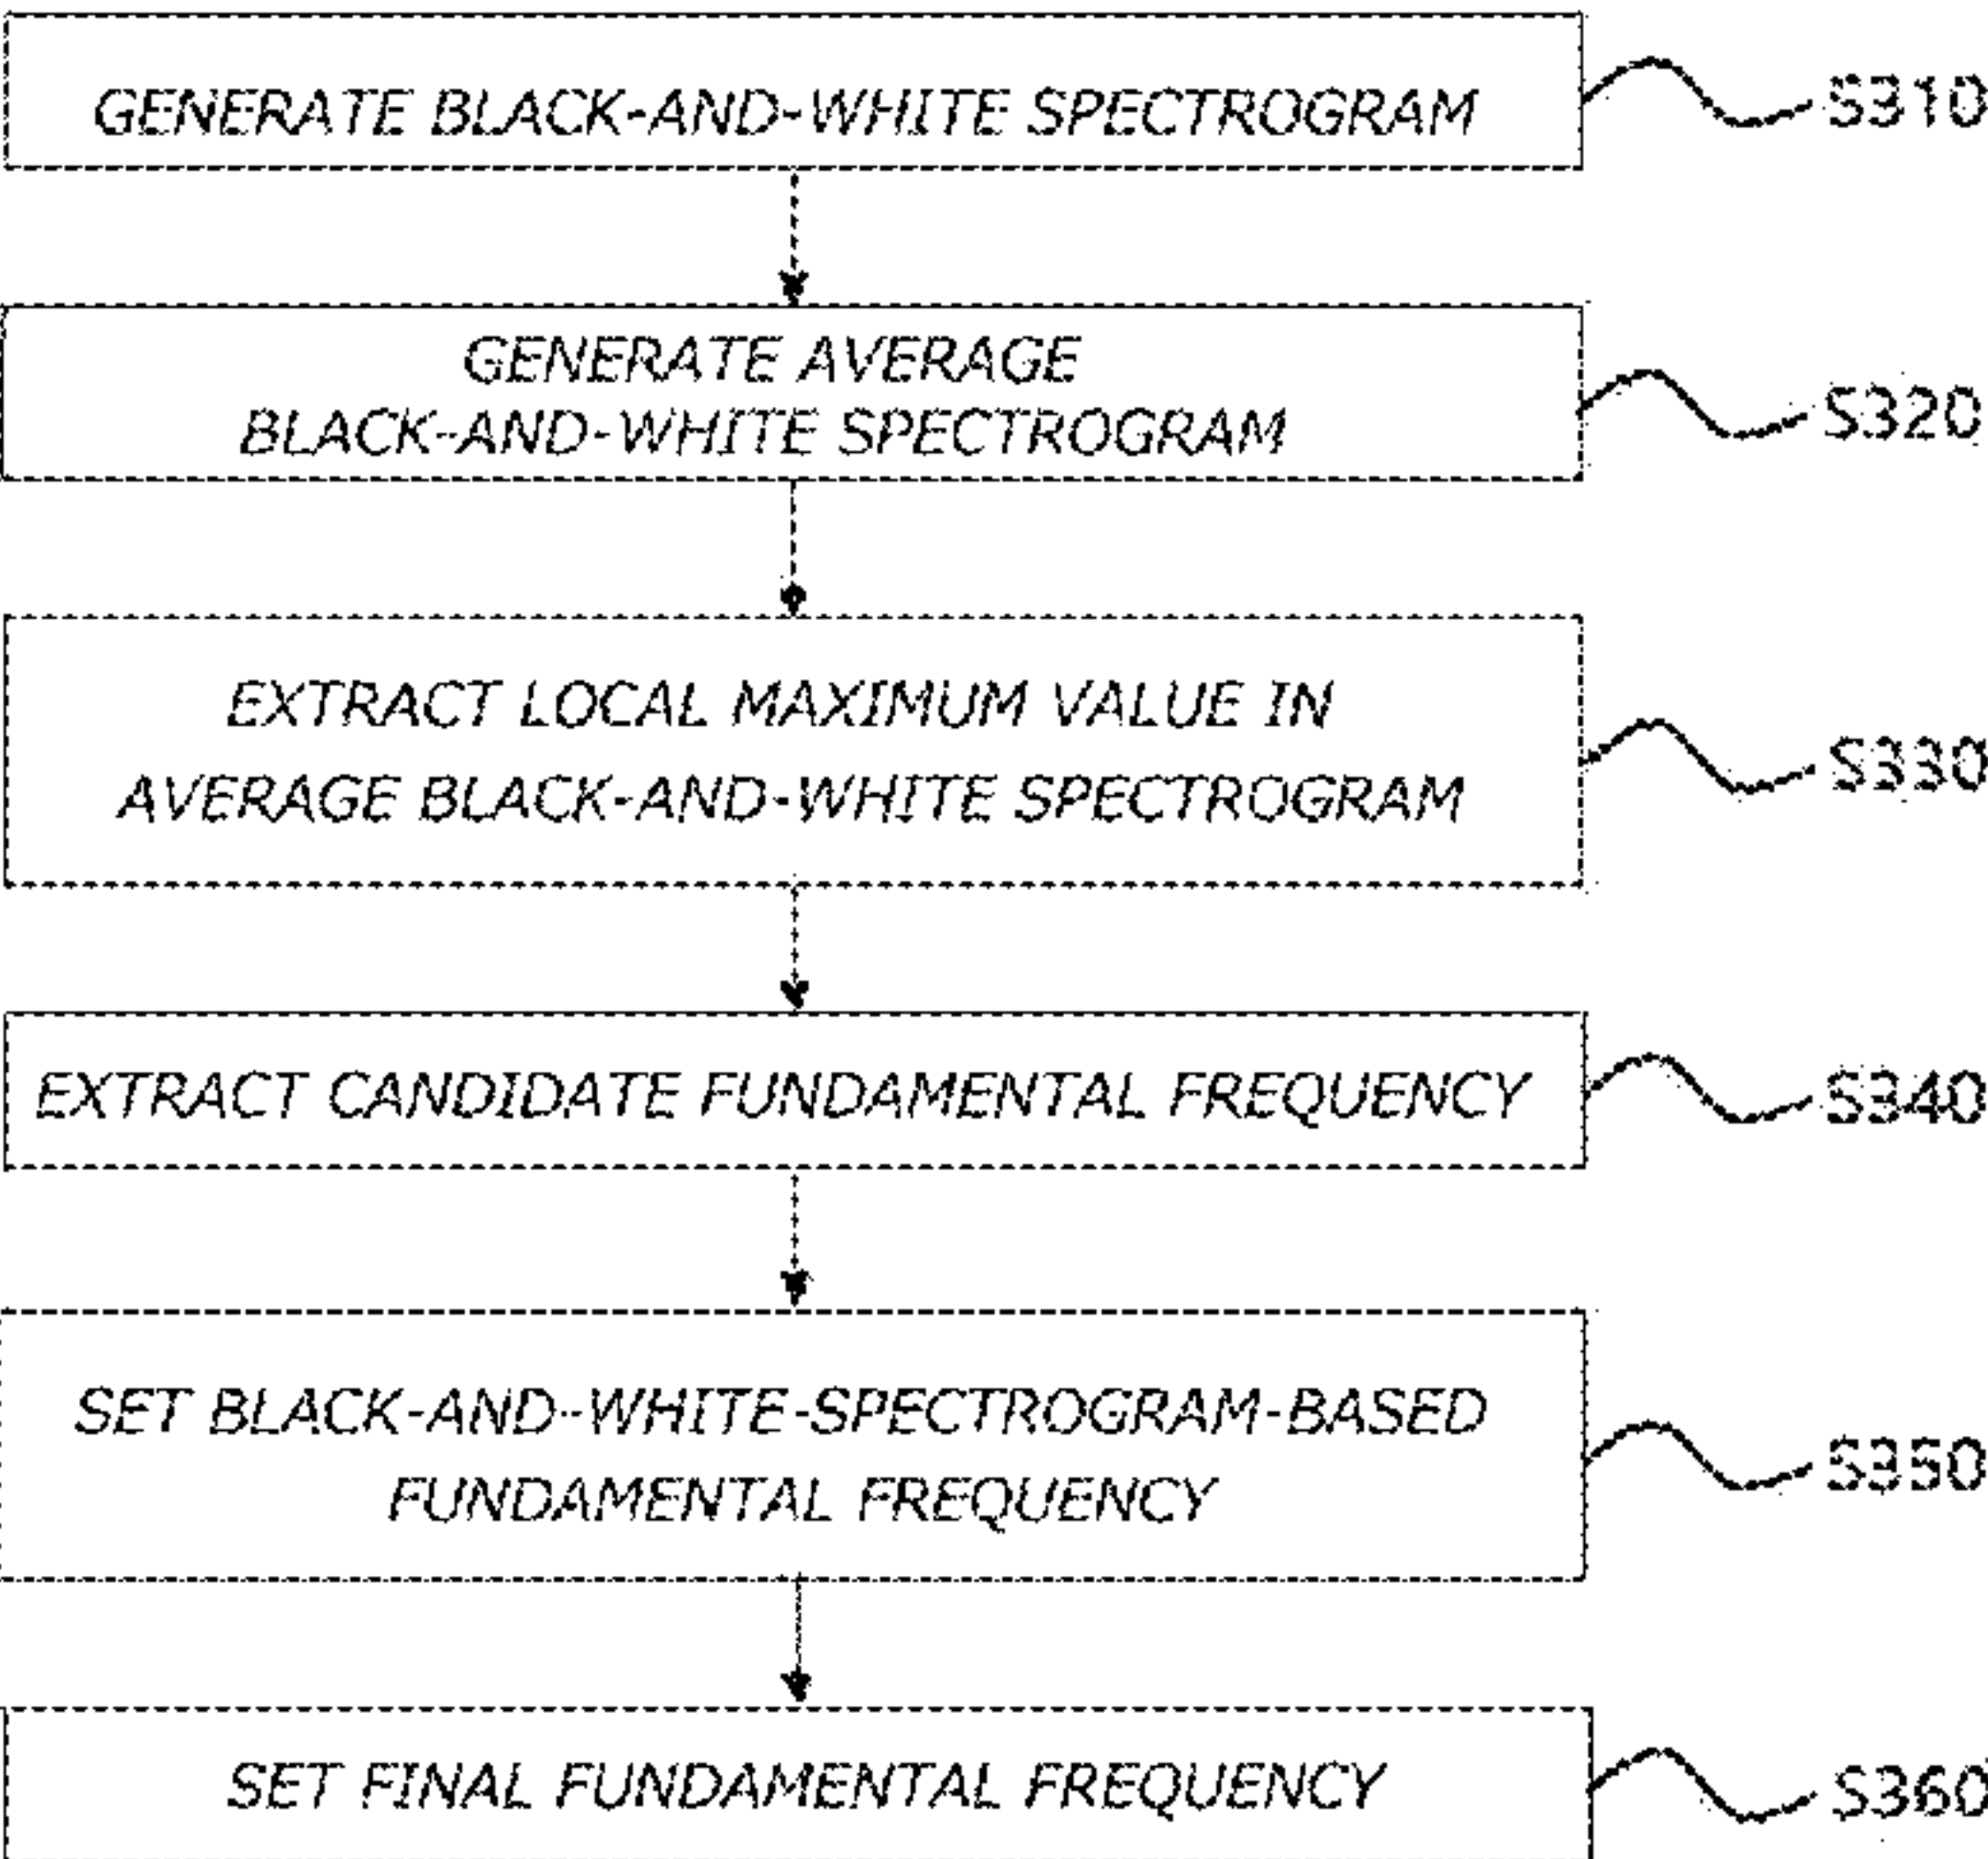 GENERATE BLACK-AND-WHITE SPECTROGRAM
S310
GENERATE AVERAGE
BLACK-AND-WHITE SPECTROGRAM
S320
EXTRACT LOCAL MAXIMUM VALUE IN
AVERAGE BLACK-AND-WHITE SPECTROGRAM
S330
EXTRACT CANDIDATE FUNDAMENTAL FREQUENCY
S340
SET BLACK-AND-WHITE-SPECTROGRAM-BASED
FUNDAMENTAL FREQUENCY
S350
SET FINAL FUNDAMENTAL FREQUENCY
S360